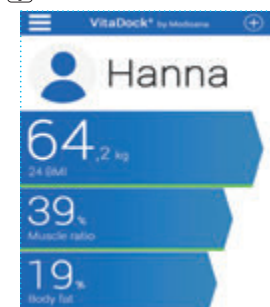 VitaDock® by Medisana
Hanna
64,2 kg
24 BMI
39%
Muscle ratio
19%
Body fat